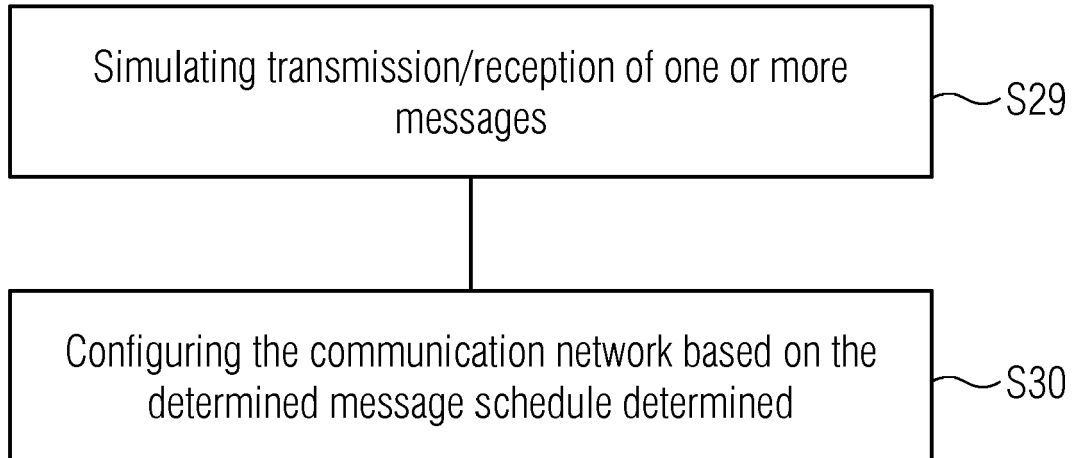 Simulating transmission/reception of one or more
messages
S29
Configuring the communication network based on the
determined message schedule determined
S30